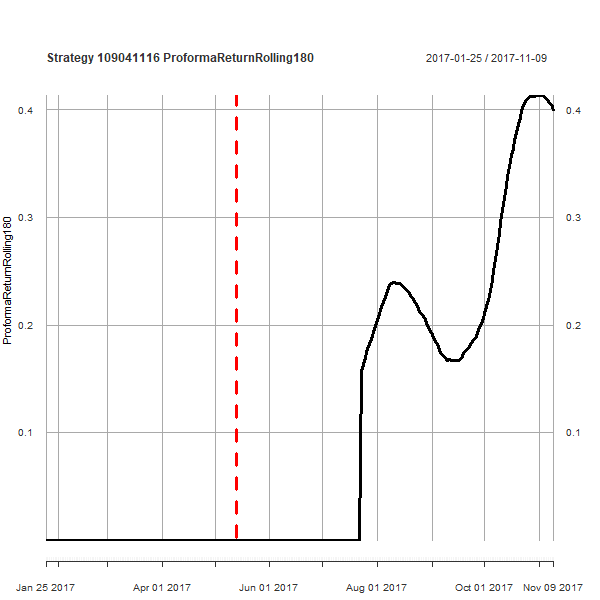 Strategy 109041116 ProformaReturnRolling180
2017-01-25 / 2017-11-09
ProformaReturnRolling180
0.4
0.4
0.3
0.3
0.2
0.2
0.1
0.1
Jan 25 2017
Apr 01 2017
Jun 01 2017
Aug 01 2017
Oct 01 2017
Nov 09 2017